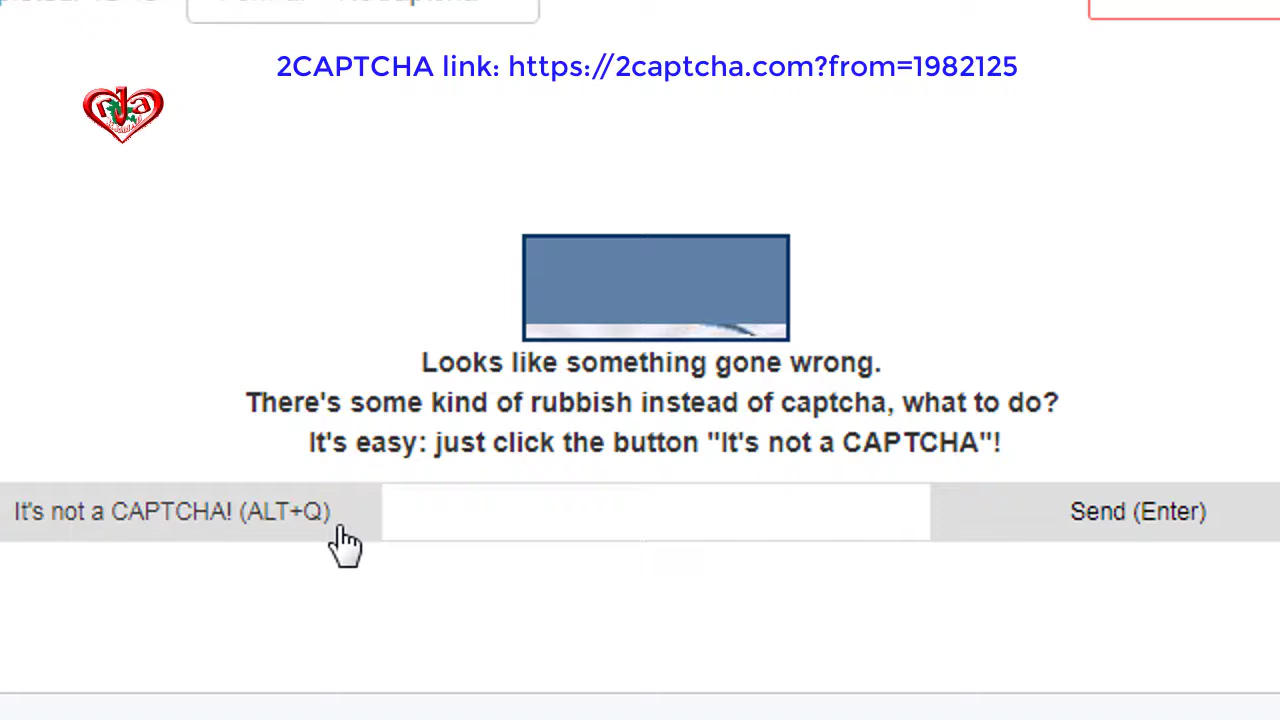 2CAPTCHA link: https://2captcha.com?from=1982125
Looks like something gone wrong.
There's some kind of rubbish instead of captcha, what to do?
It's easy: just click the button "It's not a CAPTCHA"!
It's not a CAPTCHA! (ALT+Q)
Send (Enter)